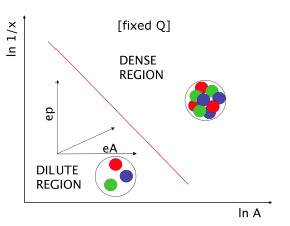 [fixed Q]
ln 1/x
DENSE
REGION
ep
eA
DILUTE
REGION
ln A